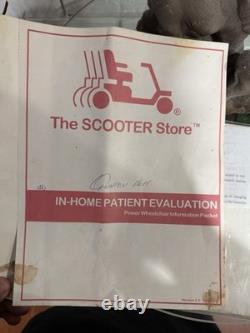 The SCOOTER Store™
IN-HOME PATIENT EVALUATION
Power Wheelchair Information Packet